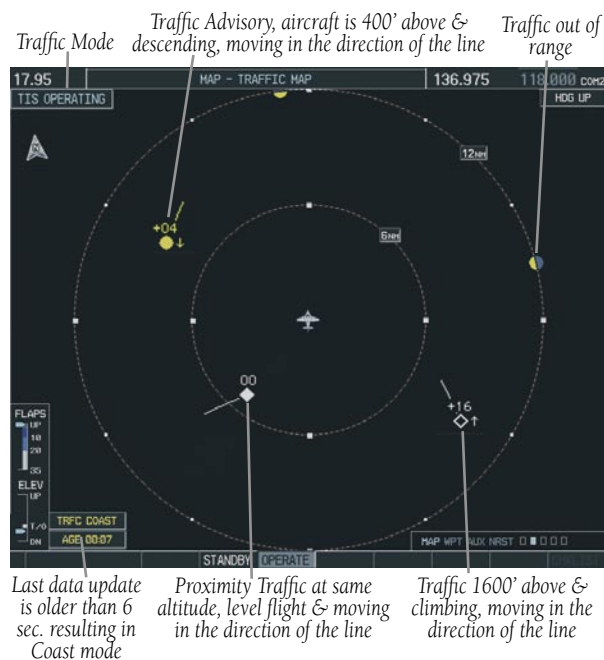 Traffic Advisory, aircraft is 400' above &
descending, moving in the direction of the line
Traffic Mode
Traffic out of
range
17.95
MAP - TRAFFIC MAP
136.975
118.000 COM2
TIS OPERATING
HDG UP
N
12NM
+04
↓
6NM
00
+16
↑
FLAPS
UP
10
20
35
ELEV
UP
T/O
DN
TRFC COAST
AGE 00:07
MAP WPT AUX NRST
STANDBY
OPERATE
Last data update
is older than 6
sec. resulting in
Coast mode
Proximity Traffic at same
altitude, level flight & moving
in the direction of the line
Traffic 1600' above &
climbing, moving in the
direction of the line